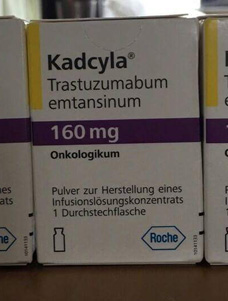 Kadcyla®
Trastuzumabum
emtansinum
160 mg
Onkologikum
Pulver zur Herstellung eines
Infusionslösungskonzentrats
1 Durchstechflasche
Roche